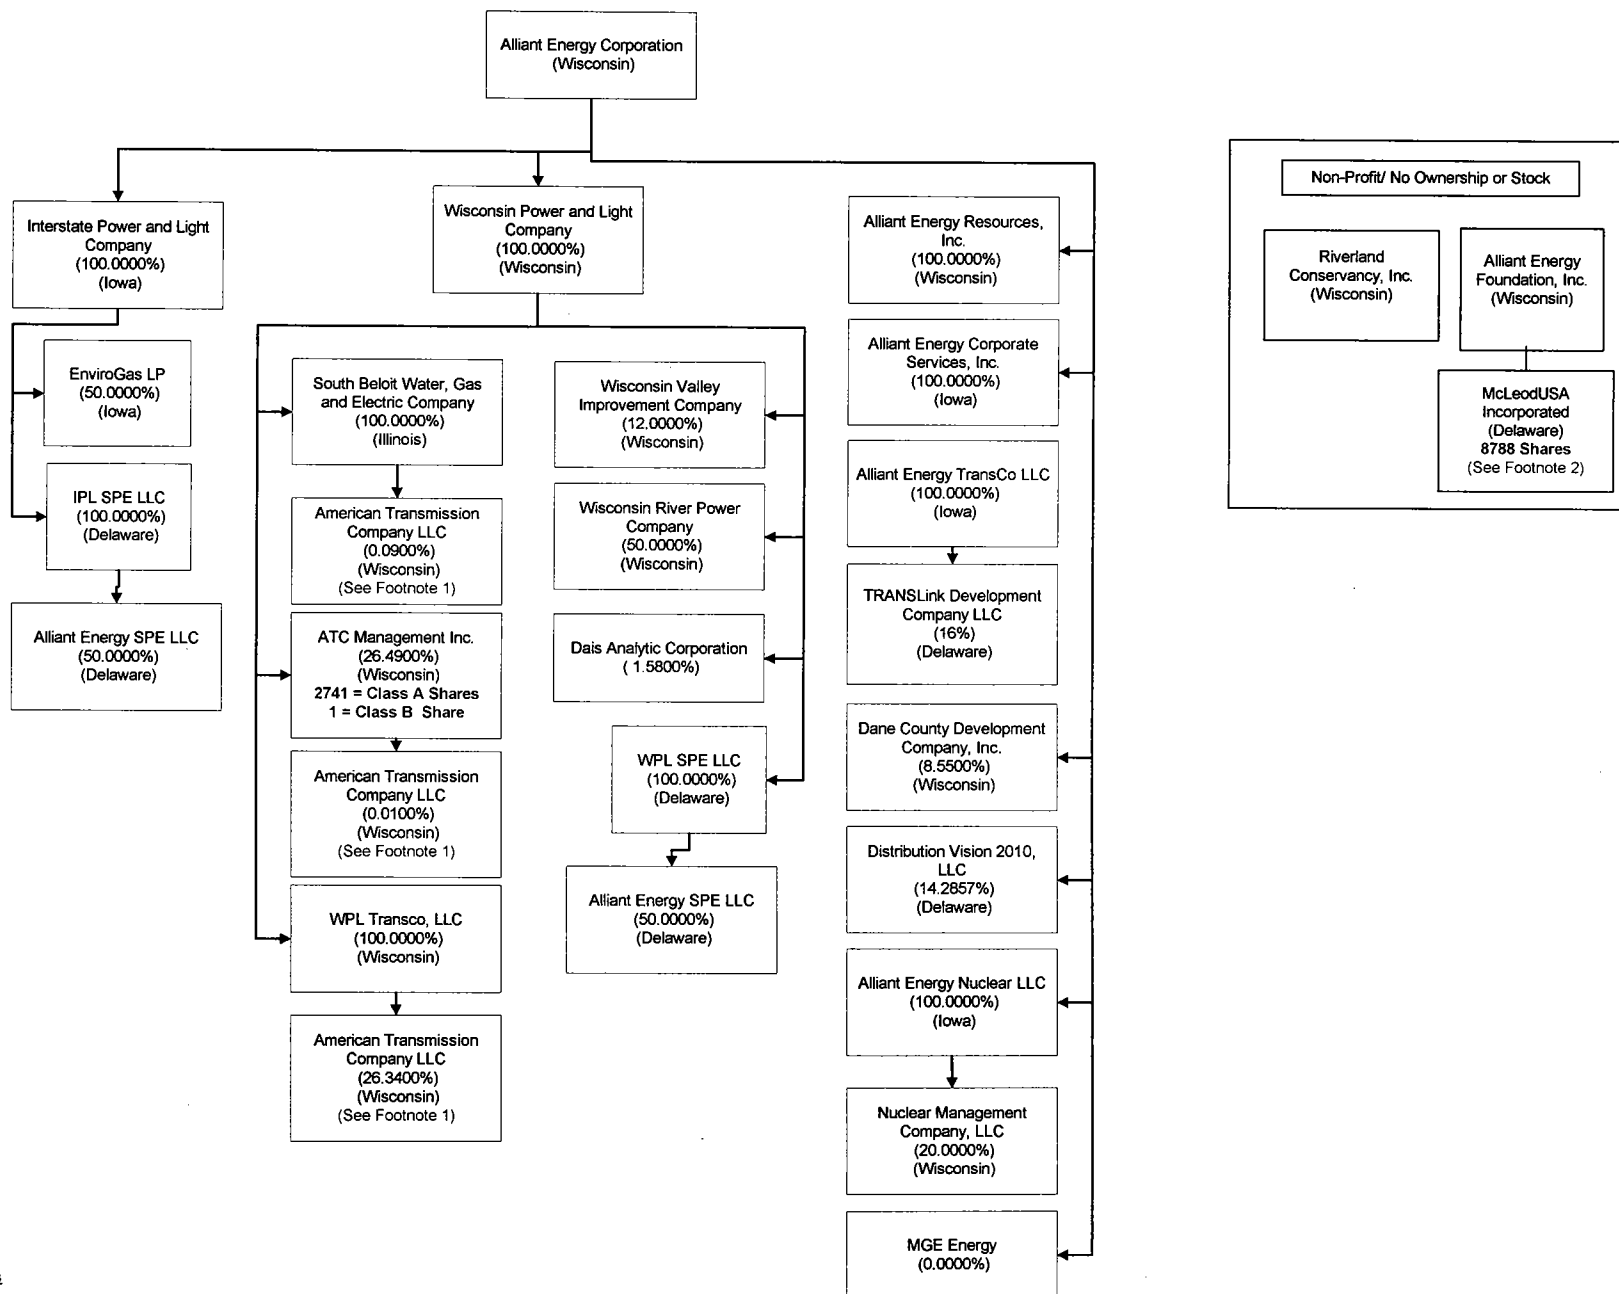 Alliant Energy Corporation
(Wisconsin)
Interstate Power and Light
Company
(100.0000%)
(Iowa)
EnviroGas LP
(50.0000%)
(Iowa)
IPL SPE LLC
(100.0000%)
(Delaware)
Alliant Energy SPE LLC
(50.0000%)
(Delaware)
Wisconsin Power and Light
Company
(100.0000%)
(Wisconsin)
South Beloit Water, Gas
and Electric Company
(100.0000%)
(Illinois)
American Transmission
Company LLC
(0.0900%)
(Wisconsin)
(See Footnote 1)
ATC Management Inc.
(26.4900%)
(Wisconsin)
2741 = Class A Shares
1 = Class B Share
American Transmission
Company LLC
(0.0100%)
(Wisconsin)
(See Footnote 1)
WPL Transco, LLC
(100.0000%)
(Wisconsin)
American Transmission
Company LLC
(26.3400%)
(Wisconsin)
(See Footnote 1)
Wisconsin Valley
Improvement Company
(12.0000%)
(Wisconsin)
Wisconsin River Power
Company
(50.0000%)
(Wisconsin)
Dais Analytic Corporation
( 1.5800%)
WPL SPE LLC
(100.0000%)
(Delaware)
Alliant Energy SPE LLC
(50.0000%)
(Delaware)
Alliant Energy Resources,
Inc.
(100.0000%)
(Wisconsin)
Alliant Energy Corporate
Services, Inc.
(100.0000%)
(Iowa)
Alliant Energy TransCo LLC
(100.0000%)
(Iowa)
TRANSLink Development
Company LLC
(16%)
(Delaware)
Dane County Development
Company, Inc.
(8.5500%)
(Wisconsin)
Distribution Vision 2010,
LLC
(14.2857%)
(Delaware)
Alliant Energy Nuclear LLC
(100.0000%)
(Iowa)
Nuclear Management
Company, LLC
(20.0000%)
(Wisconsin)
MGE Energy
(0.0000%)
Non-Profit/ No Ownership or Stock
Riverland
Conservancy, Inc.
(Wisconsin)
Alliant Energy
Foundation, Inc.
(Wisconsin)
McLeodUSA
Incorporated
(Delaware)
8788 Shares
(See Footnote 2)